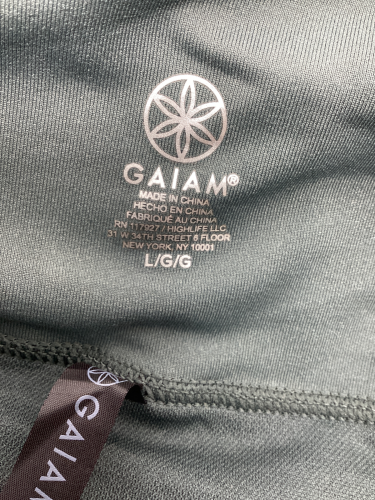 GAIAM®
MADE IN CHINA
HECHO EN CHINA
FABRIQUÉ AU CHINA
RN 117927 / HIGHLIFE LLC
31 W 34TH STREET 6 FLOOR
NEW YORK, NY 10001
L/G/G
GAIAM